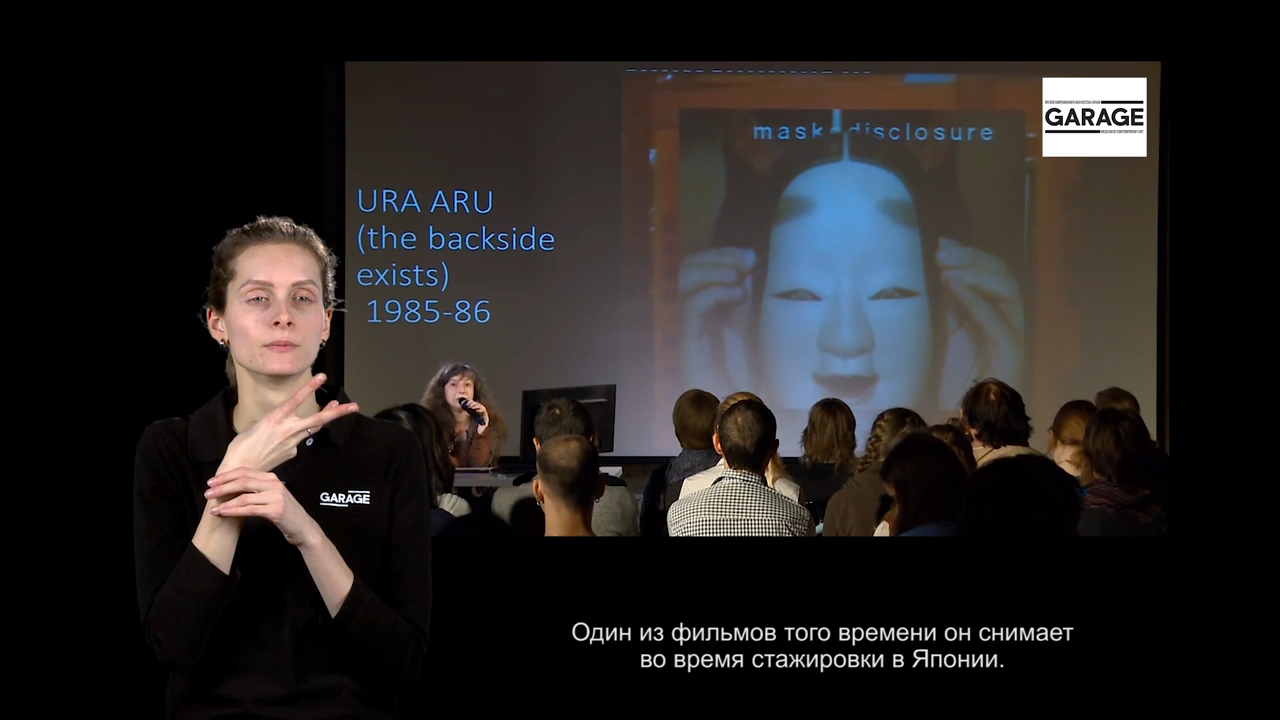 mask disclosure
GARAGE
URA ARU
(the backside
exists)
1985-86
GARAGE
Один из фильмов того времени он снимает
во время стажировки в Японии.